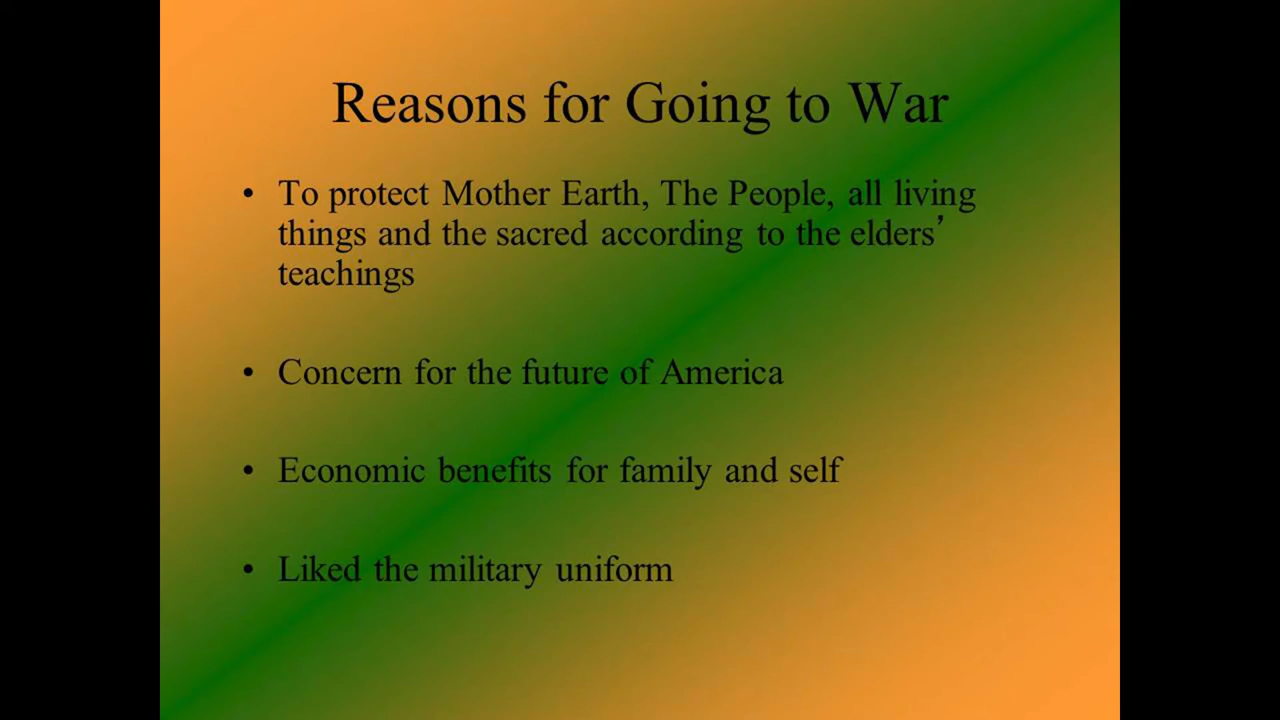 Reasons for Going to War
• To protect Mother Earth, The People, all living
things and the sacred according to the elders’
teachings
• Concern for the future of America
• Economic benefits for family and self
• Liked the military uniform